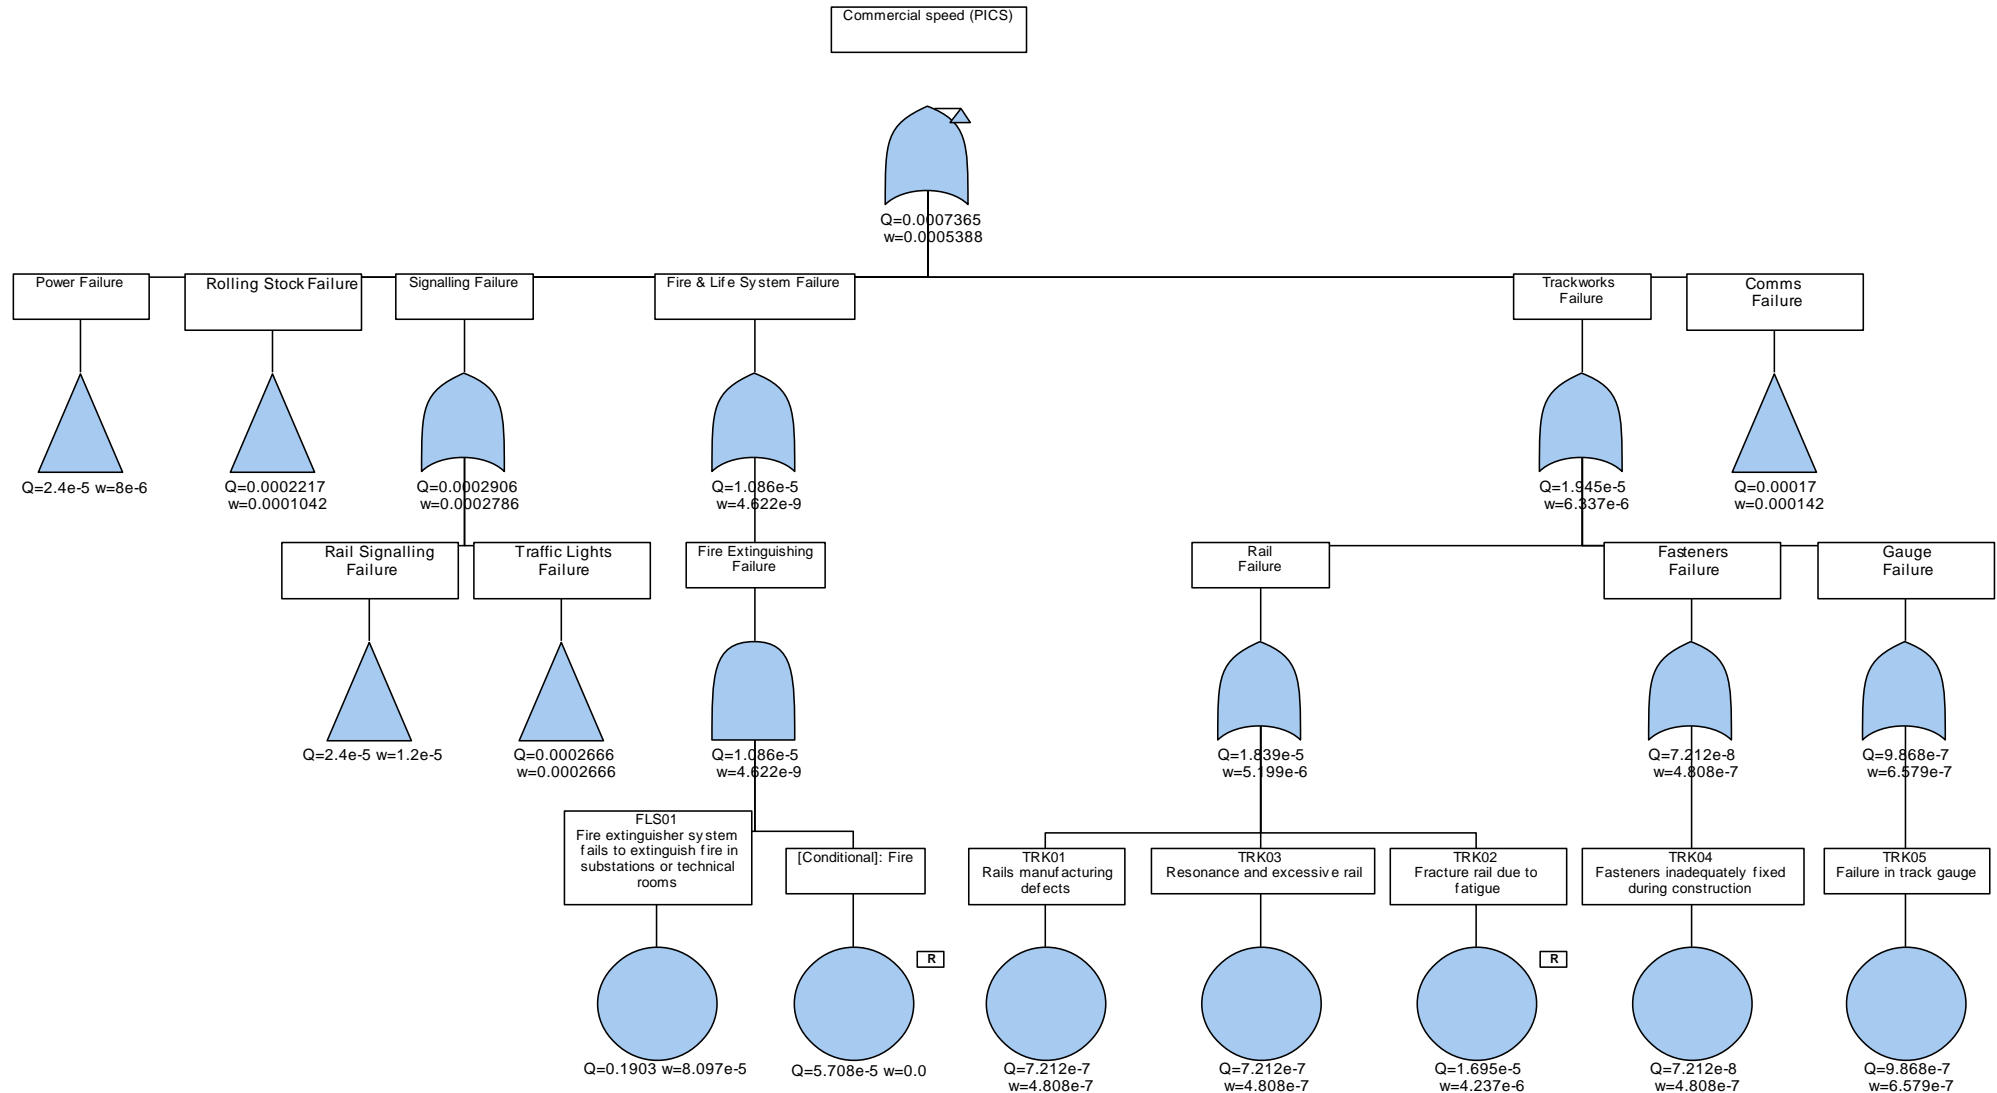 Commercial speed (PICS)
Q=0.0007365
w=0.0005388
Power Failure
Rolling Stock Failure
Signalling Failure
Fire & Life System Failure
Trackworks
Failure
Comms
Failure
Q=2.4e-5 w=8e-6
Q=0.0002217
w=0.0001042
Q=0.0002906
w=0.0002786
Q=1.086e-5
w=4.622e-9
Q=1.945e-5
w=6.337e-6
Q=0.00017
w=0.000142
Rail Signalling
Failure
Traffic Lights
Failure
Fire Extinguishing
Failure
Rail
Failure
Fasteners
Failure
Gauge
Failure
Q=2.4e-5 w=1.2e-5
Q=0.0002666
w=0.0002666
Q=1.086e-5
w=4.622e-9
Q=1.839e-5
w=5.199e-6
Q=7.212e-8
w=4.808e-7
Q=9.868e-7
w=6.579e-7
FLS01
Fire extinguisher system
fails to extinguish fire in
substations or technical
rooms
[Conditional]: Fire
TRK01
Rails manufacturing
defects
TRK03
Resonance and excessive rail
TRK02
Fracture rail due to
fatigue
TRK04
Fasteners inadequately fixed
during construction
TRK05
Failure in track gauge
R
R
Q=0.1903 w=8.097e-5
Q=5.708e-5 w=0.0
Q=7.212e-7
w=4.808e-7
Q=7.212e-7
w=4.808e-7
Q=1.695e-5
w=4.237e-6
Q=7.212e-8
w=4.808e-7
Q=9.868e-7
w=6.579e-7